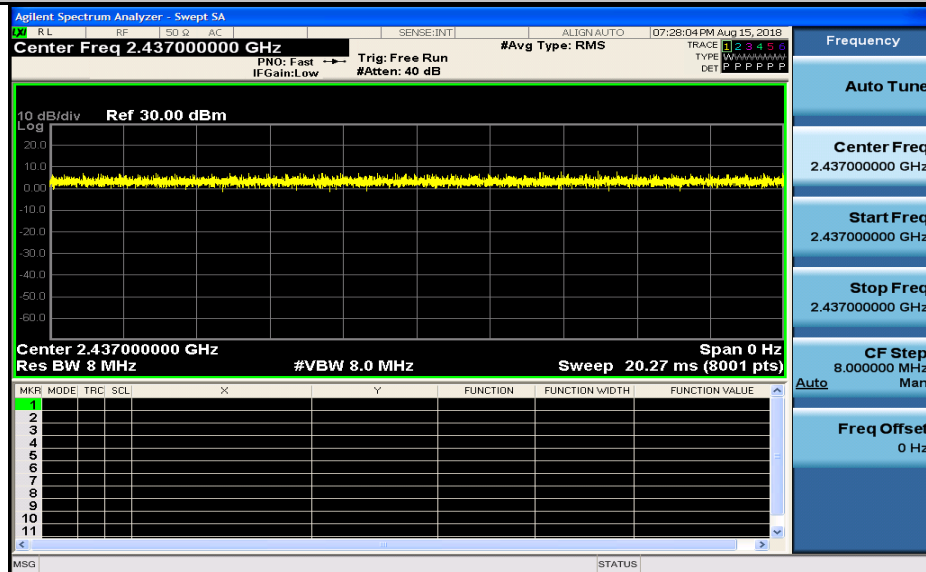 Agilent Spectrum Analyzer - Swept SA
LXI RL RF 50 Ω AC SENSE:INT ALIGN AUTO 07:28:04 PM Aug 15, 2018
Center Freq 2.437000000 GHz
PNO: Fast
IFGain:Low
Trig: Free Run
#Atten: 40 dB
#Avg Type: RMS
TRACE 1 2 3 4 5 6
TYPE WWWWWW
DET P P P P P P
10 dB/div Ref 30.00 dBm
Log
20.0
10.0
0.00
-10.0
-20.0
-30.0
-40.0
-50.0
-60.0
Center 2.437000000 GHz Span 0 Hz
Res BW 8 MHz #VBW 8.0 MHz Sweep 20.27 ms (8001 pts)
MKR MODE TRC SCL X Y FUNCTION FUNCTION WIDTH FUNCTION VALUE
1
2
3
4
5
6
7
8
9
10
11
MSG STATUS
Frequency
Auto Tune
Center Freq
2.437000000 GHz
Start Freq
2.437000000 GHz
Stop Freq
2.437000000 GHz
CF Step
8.000000 MHz
Auto Man
Freq Offset
0 Hz